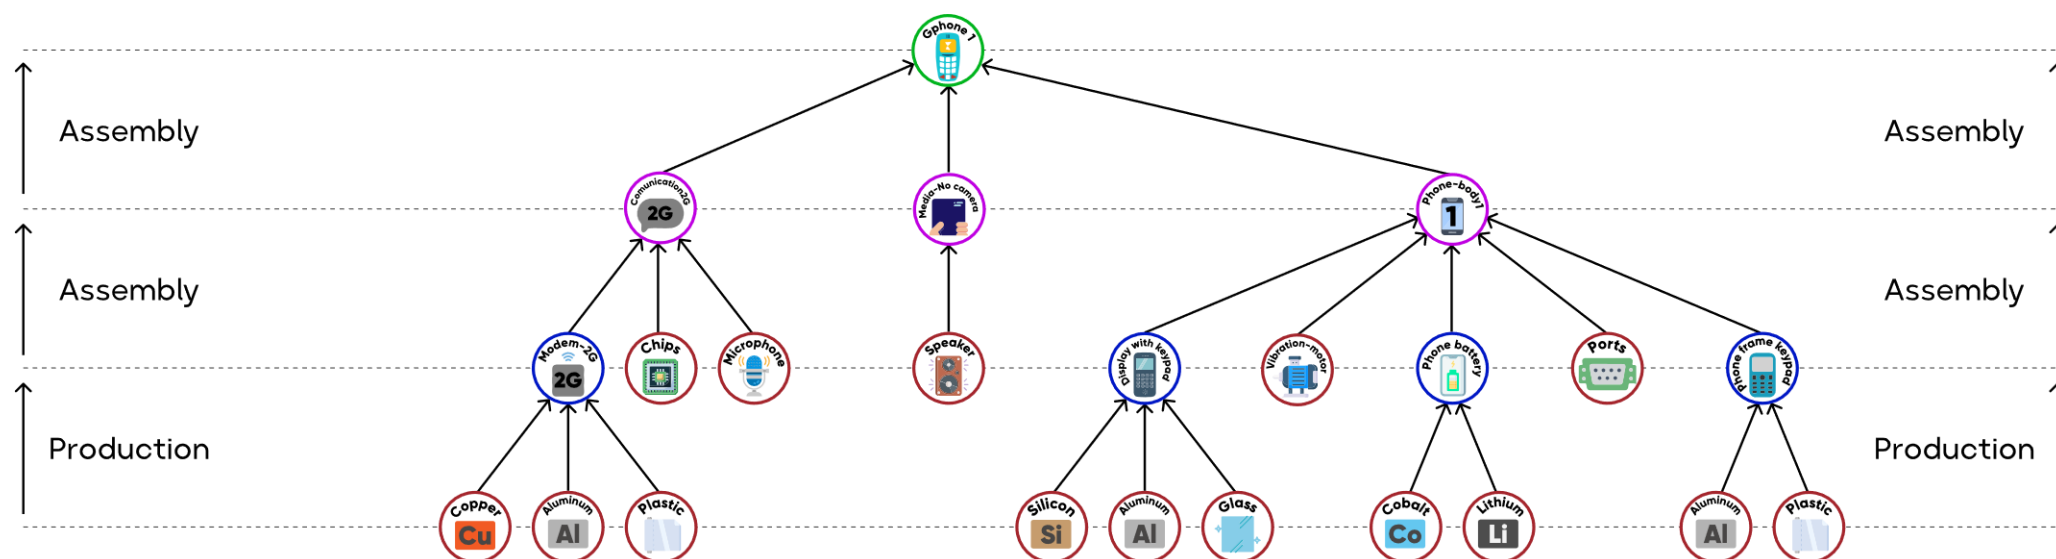 Gphone 1
Assembly
Assembly
Comunication2G
2G
Media-No camera
Phone-body1
1
Assembly
Assembly
Modem-2G
2G
Chips
Microphone
Speaker
Display with keypad
Vibration-motor
Phone battery
Ports
Phone frame keypad
Production
Production
Copper
Cu
Aluminum
Al
Plastic
Silicon
Si
Aluminum
Al
Glass
Cobalt
Co
Lithium
Li
Aluminum
Al
Plastic